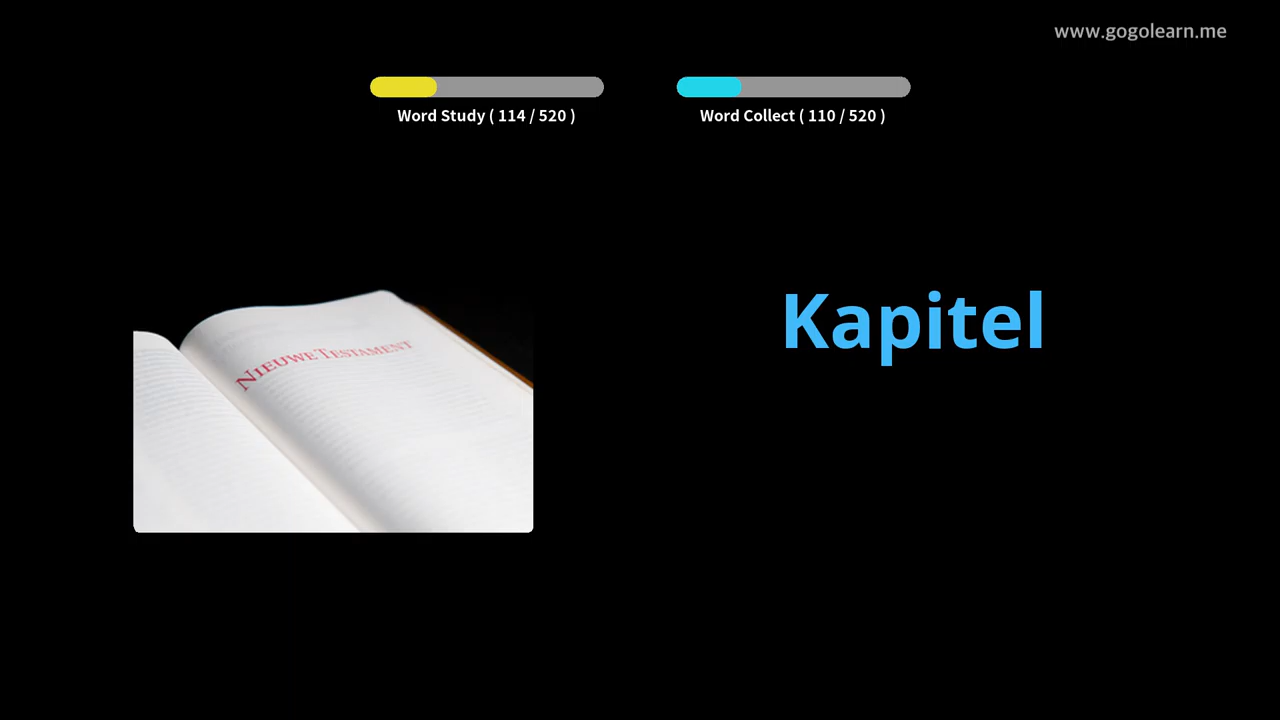 www.gogolearn.me
Word Study ( 114 / 520 )
Word Collect ( 110 / 520 )
Kapitel
NIEUWE TESTAMENT